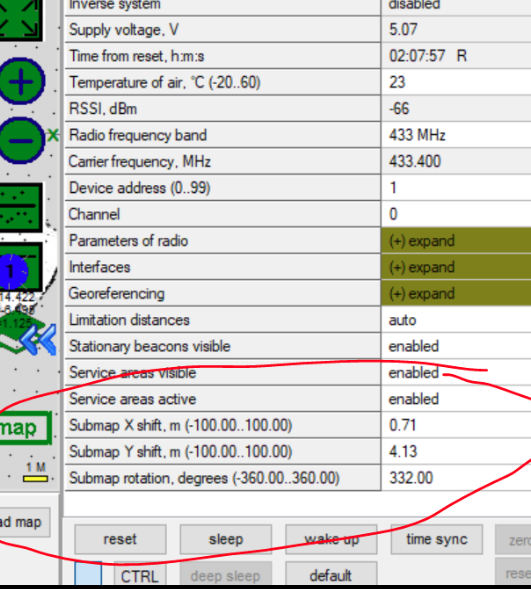 Inverse system disabled
Supply voltage, V 5.07
Time from reset, h:m:s 02:07:57 R
Temperature of air, °C (-20..60) 23
RSSI, dBm -66
Radio frequency band 433 MHz
Carrier frequency, MHz 433.400
Device address (0..99) 1
Channel 0
Parameters of radio (+) expand
Interfaces (+) expand
1
Georeferencing (+) expand
14.422
Limitation distances auto
Stationary beacons visible enabled
Service areas visible enabled
Service areas active enabled
map
Submap X shift, m (-100.00..100.00) 0.71
Submap Y shift, m (-100.00..100.00) 4.13
1 M
Submap rotation, degrees (-360.00..360.00) 332.00
ad map
reset sleep wake up time sync zero
CTRL deep sleep default rese